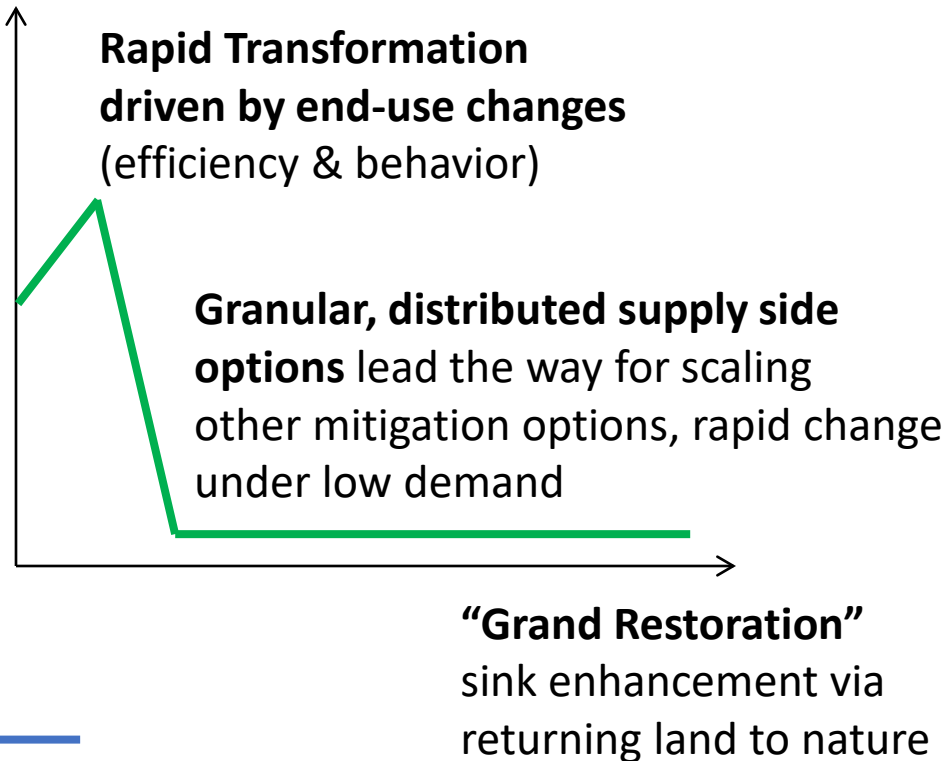 Rapid Transformation
driven by end-use changes
(efficiency & behavior)
Granular, distributed supply side
options lead the way for scaling
other mitigation options, rapid change
under low demand
“Grand Restoration”
sink enhancement via
returning land to nature